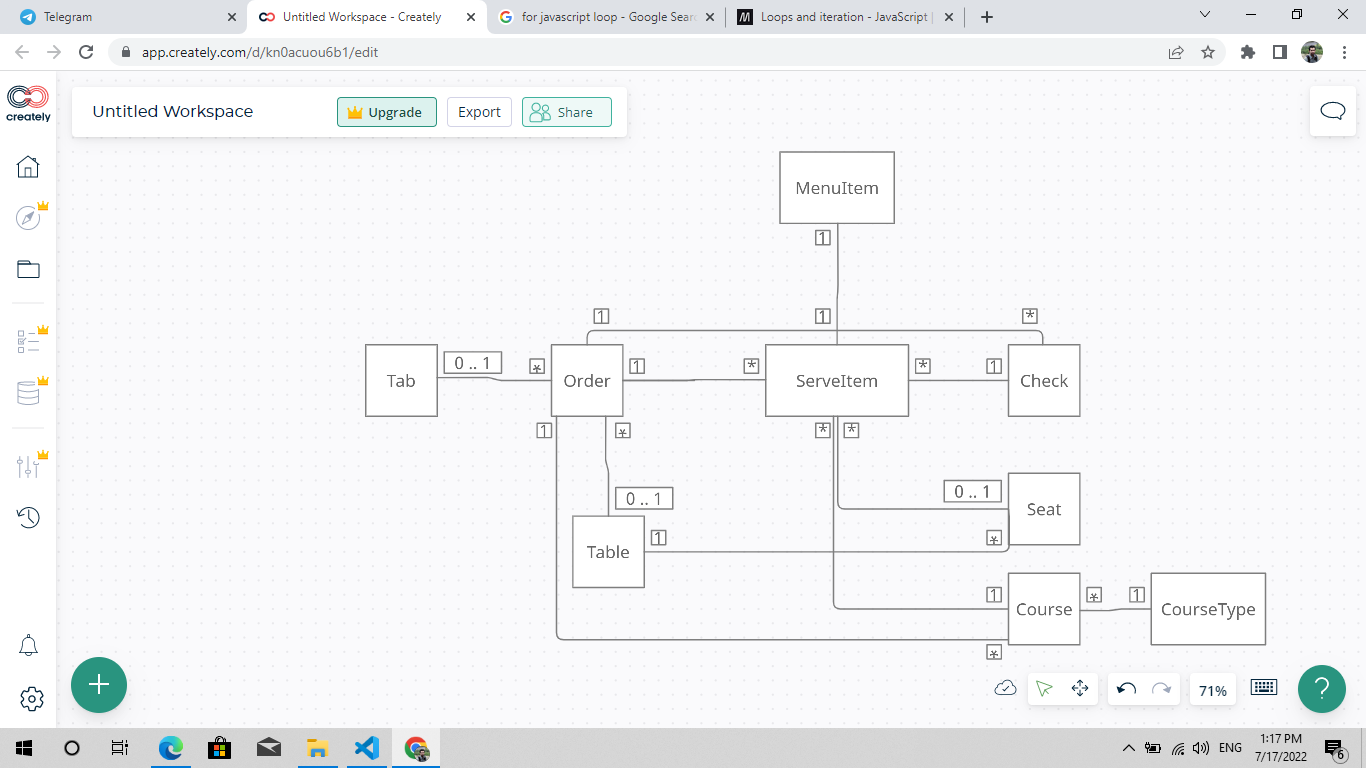 Telegram
Untitled Workspace - Creately
for javascript loop - Google Sear
Loops and iteration - JavaScript |
app.creately.com/d/kn0acuou6b1/edit
creately
Untitled Workspace
Upgrade
Export
Share
MenuItem
1
1 1 *
Tab
0 .. 1
*
Order
1
*
ServeItem
*
1
Check
1 * * *
0 .. 1
0 .. 1
Seat
Table
1
*
1
Course
*
1
CourseType
*
71%
?
ENG
1:17 PM
7/17/2022
6